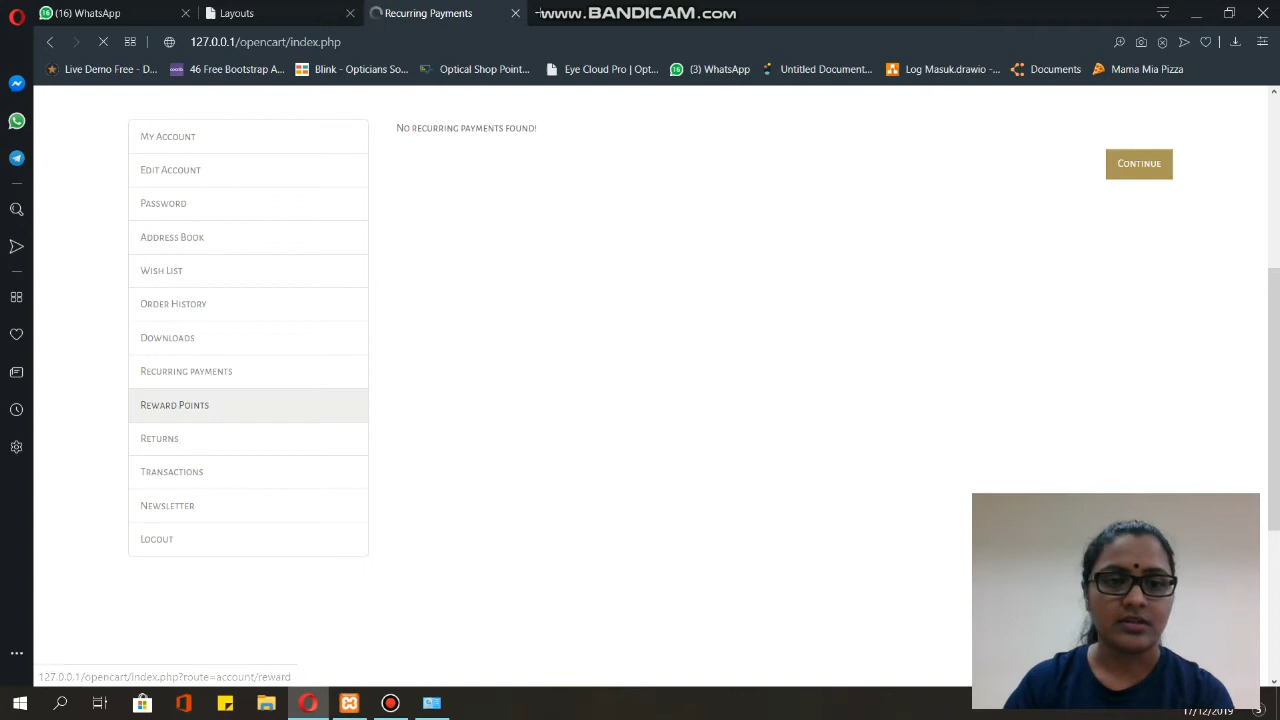 (16) WhatsApp
Layouts
Recurring Payments
www.BANDICAM.com
127.0.0.1/opencart/index.php
Live Demo Free - D...
46 Free Bootstrap A...
Blink - Opticians So...
Optical Shop Point...
Eye Cloud Pro | Opt...
(3) WhatsApp
Untitled Document...
Log Masuk.drawio -...
Documents
Mama Mia Pizza
My Account
Edit Account
Password
Address Book
Wish List
Order History
Downloads
Recurring payments
Reward Points
Returns
Transactions
Newsletter
Logout
No recurring payments found!
Continue
127.0.0.1/opencart/index.php?route=account/reward
17/12/2019